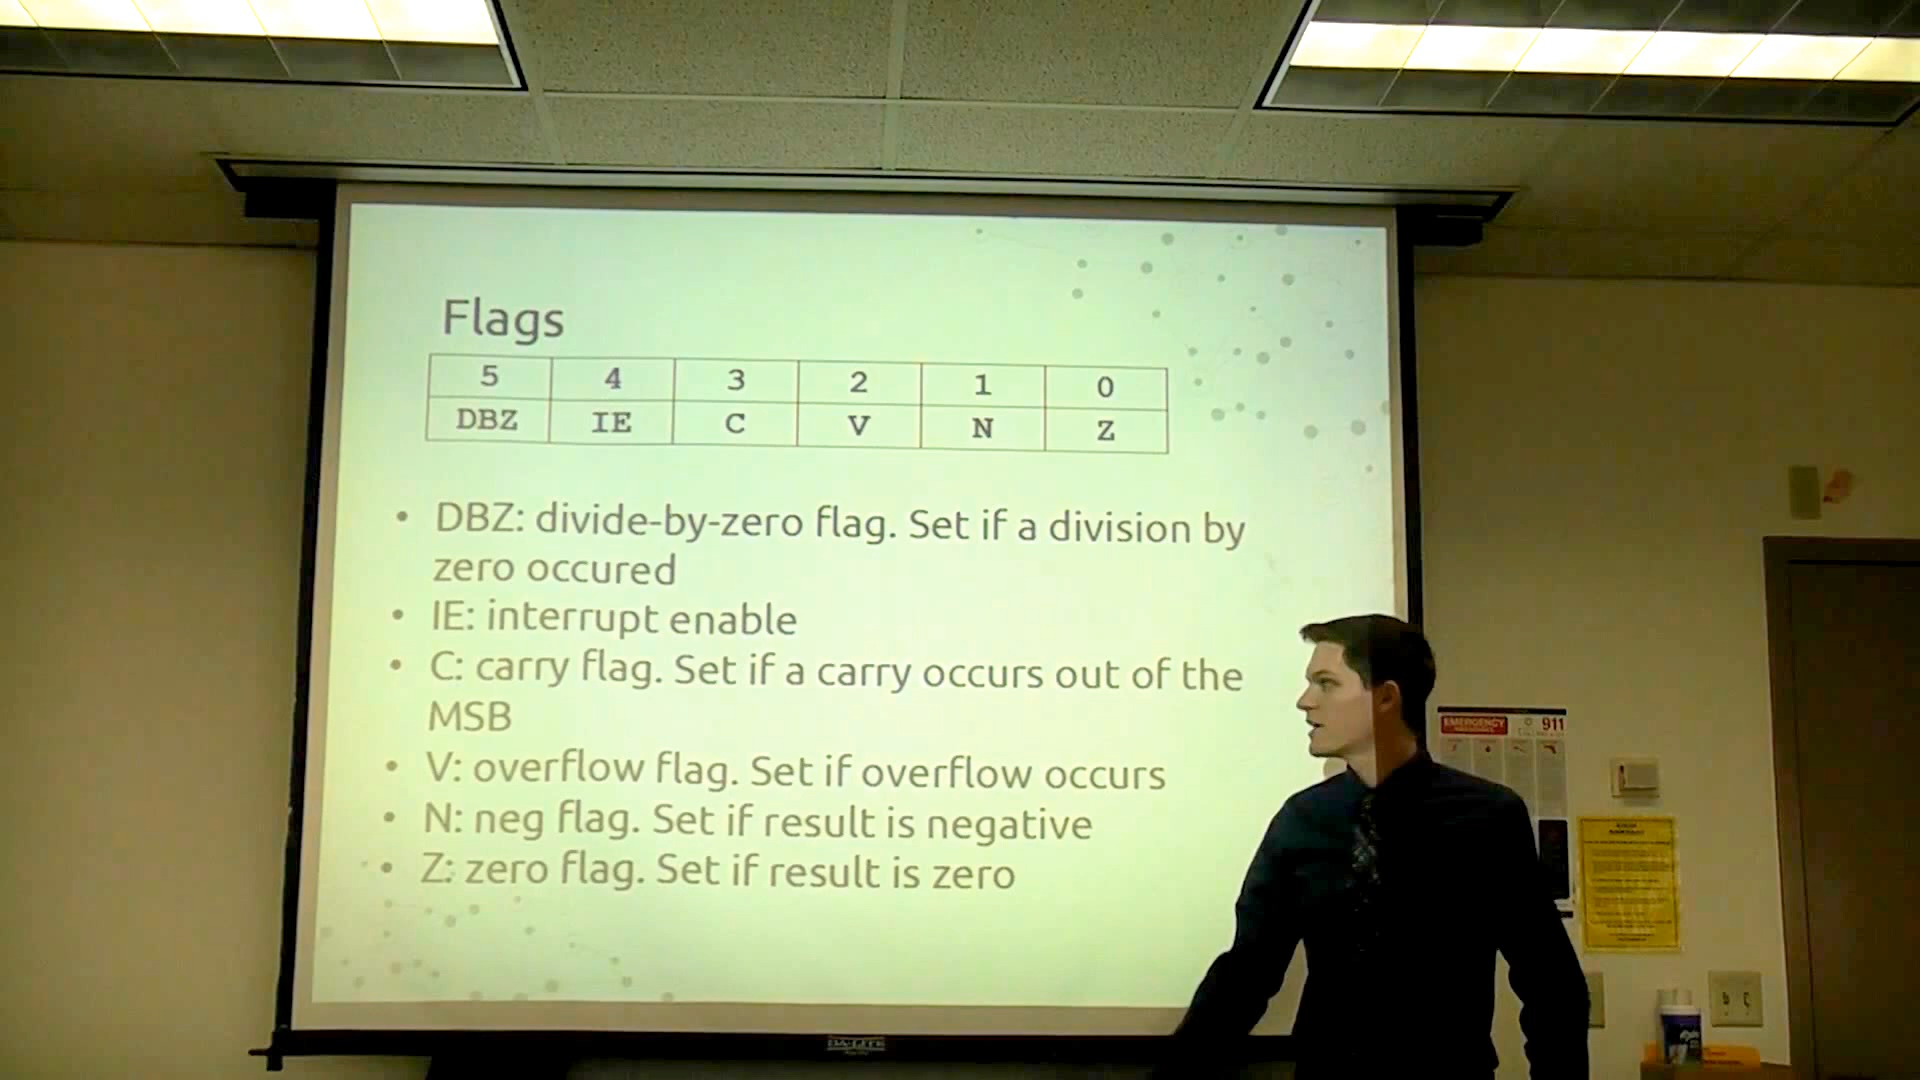 Flags
5 4 3 2 1 0
DBZ IE C V N Z
• DBZ: divide-by-zero flag. Set if a division by
zero occured
• IE: interrupt enable
• C: carry flag. Set if a carry occurs out of the
MSB
• V: overflow flag. Set if overflow occurs
• N: neg flag. Set if result is negative
• Z: zero flag. Set if result is zero
EMERGENCY 911
DA-LITE
b C